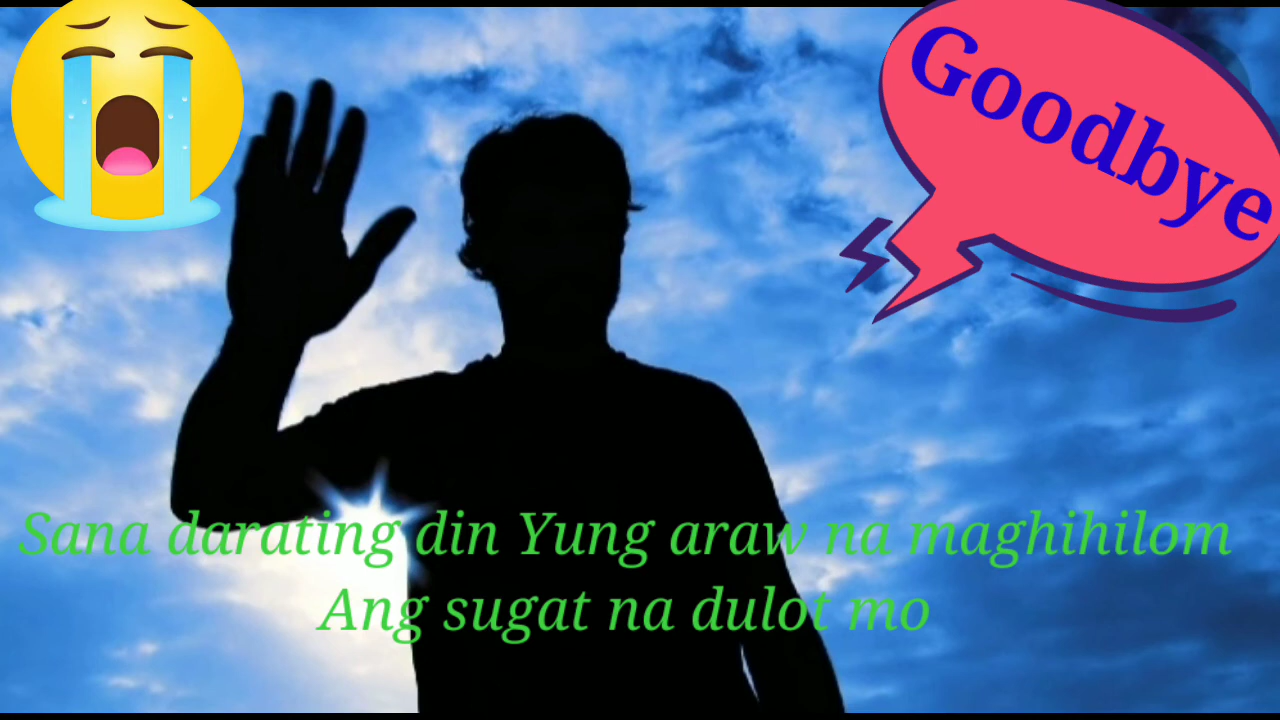 Goodbye
Sana darating din Yung araw na maghihilom
Ang sugat na dulot mo